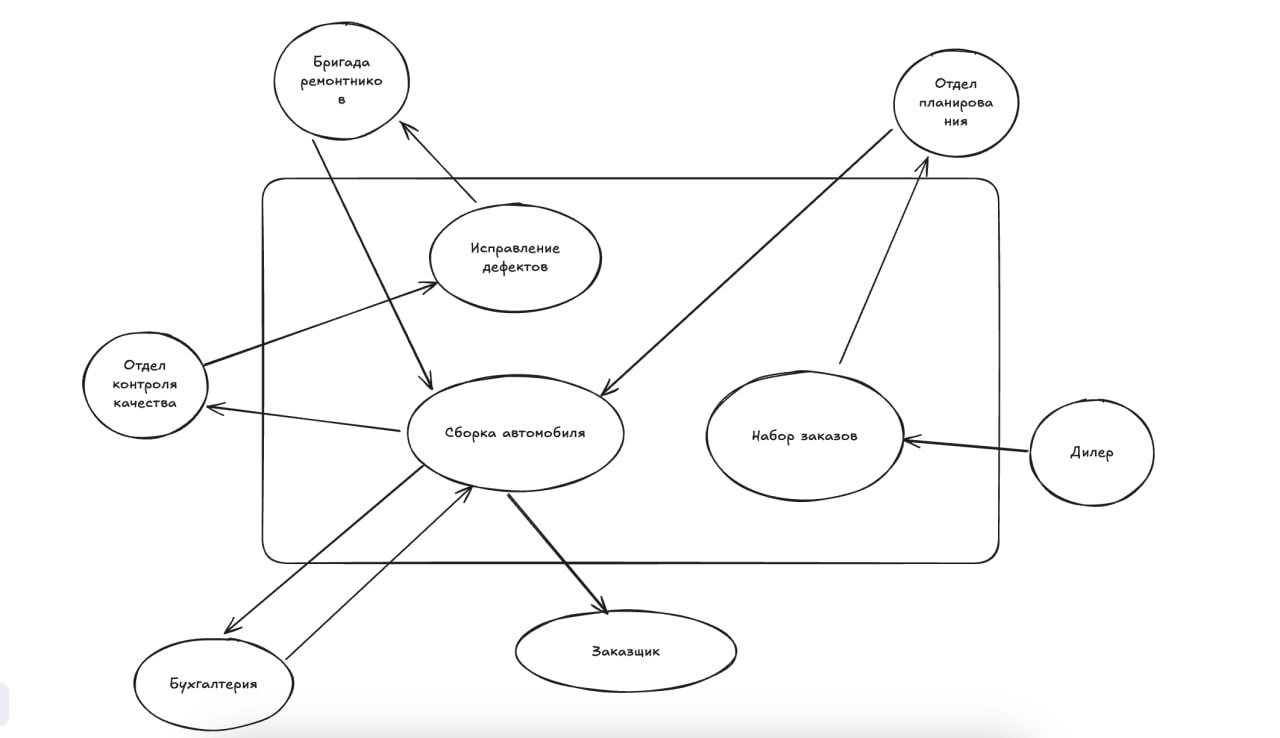 Бригада
ремонтнико
в
Отдел
планирова
ния
Исправление
дефектов
Отдел
контроля
качества
Сборка автомобиля
Набор заказов
Дилер
Бухгалтерия
Заказщик